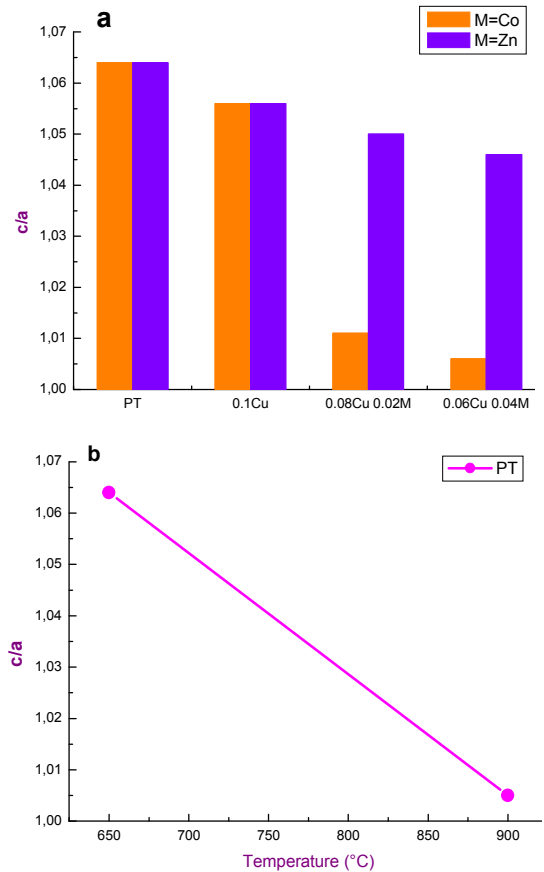 a
M=Co
M=Zn
1,07
1,06
1,05
1,04
1,03
1,02
1,01
1,00
c/a
PT
0.1Cu
0.08Cu 0.02M
0.06Cu 0.04M
b
PT
1,07
1,06
1,05
1,04
1,03
1,02
1,01
1,00
c/a
650
700
750
800
850
900
Temperature (°C)